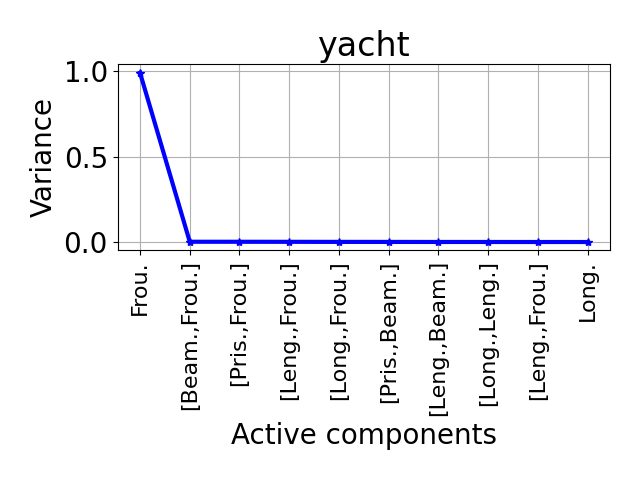 yacht
Variance
1.0
0.5
0.0
Frou.
[Beam.,Frou.]
[Pris.,Frou.]
[Leng.,Frou.]
[Long.,Frou.]
[Pris.,Beam.]
[Leng.,Beam.]
[Long.,Leng.]
[Leng.,Frou.]
Long.
Active components